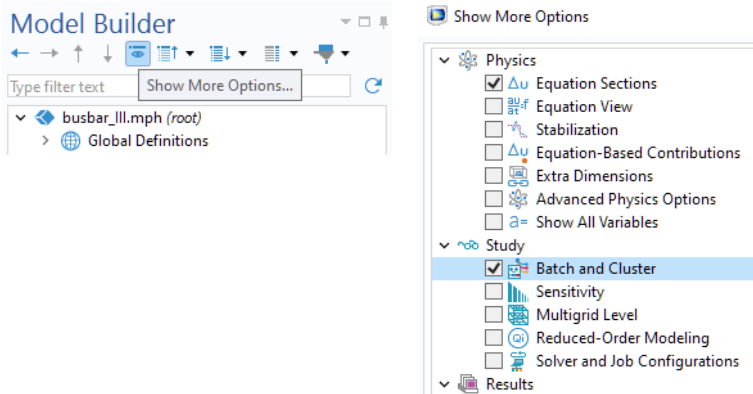 Model Builder
Type filter text
Show More Options...
busbar_lll.mph (root)
Global Definitions
Show More Options
Physics
Equation Sections
Equation View
Stabilization
Equation-Based Contributions
Extra Dimensions
Advanced Physics Options
a= Show All Variables
Study
Batch and Cluster
Sensitivity
Multigrid Level
Reduced-Order Modeling
Solver and Job Configurations
Results